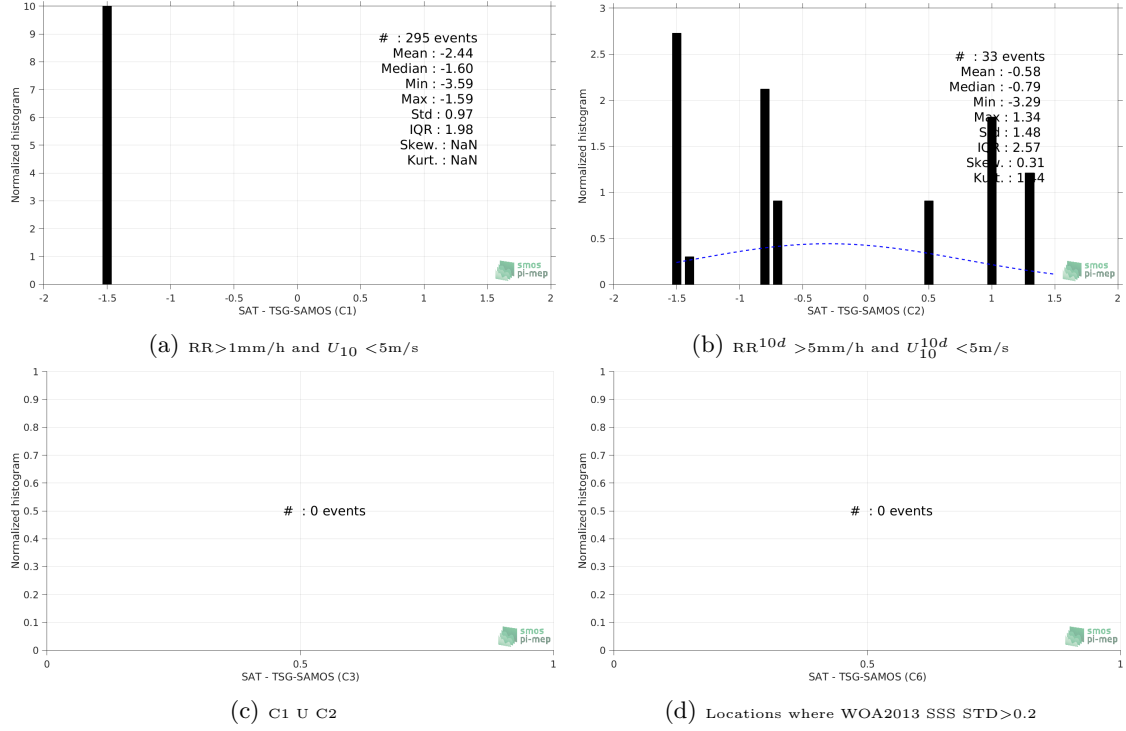 10
9
8
7
6
5
4
3
2
1
0
Normalized histogram
# : 295 events
Mean : -2.44
Median : -1.60
Min : -3.59
Max : -1.59
Std : 0.97
IQR : 1.98
Skew. : NaN
Kurt. : NaN
smos
pi-mep
-2 -1.5 -1 -0.5 0 0.5 1 1.5 2
SAT - TSG-SAMOS (C1)
(a) RR>1mm/h and U10 <5m/s
3
2.5
2
1.5
1
0.5
0
Normalized histogram
# : 33 events
Mean : -0.58
Median : -0.79
Min : -3.29
Max : 1.34
Std : 1.48
IQR : 2.57
Skew. : 0.31
Kurt. : 1.44
smos
pi-mep
-2 -1.5 -1 -0.5 0 0.5 1 1.5 2
SAT - TSG-SAMOS (C2)
(b) RR10d >5mm/h and U10d10 <5m/s
1
0.9
0.8
0.7
0.6
0.5
0.4
0.3
0.2
0.1
0
Normalized histogram
# : 0 events
smos
pi-mep
0 0.5 1
SAT - TSG-SAMOS (C3)
(c) C1 U C2
1
0.9
0.8
0.7
0.6
0.5
0.4
0.3
0.2
0.1
0
Normalized histogram
# : 0 events
smos
pi-mep
0 0.5 1
SAT - TSG-SAMOS (C6)
(d) Locations where WOA2013 SSS STD>0.2